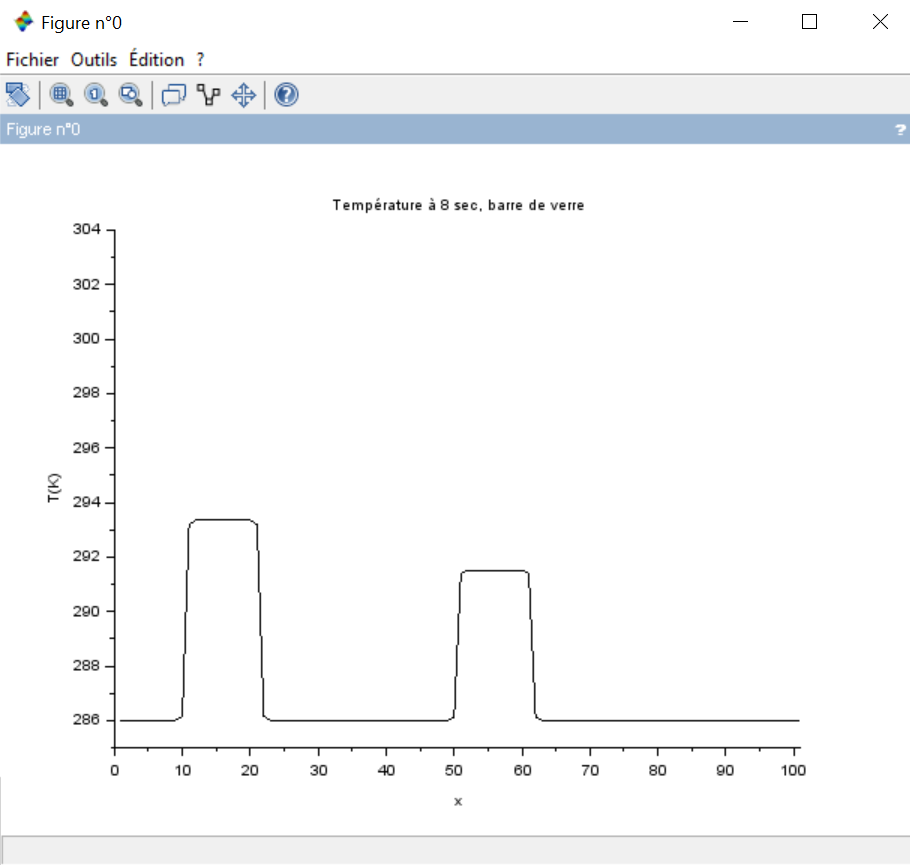 Figure n°0
Fichier Outils Édition ?
Figure n°0 ?
Température à 8 sec, barre de verre
304
302
300
298
296
294
292
290
288
286
T(K)
0 10 20 30 40 50 60 70 80 90 100
x